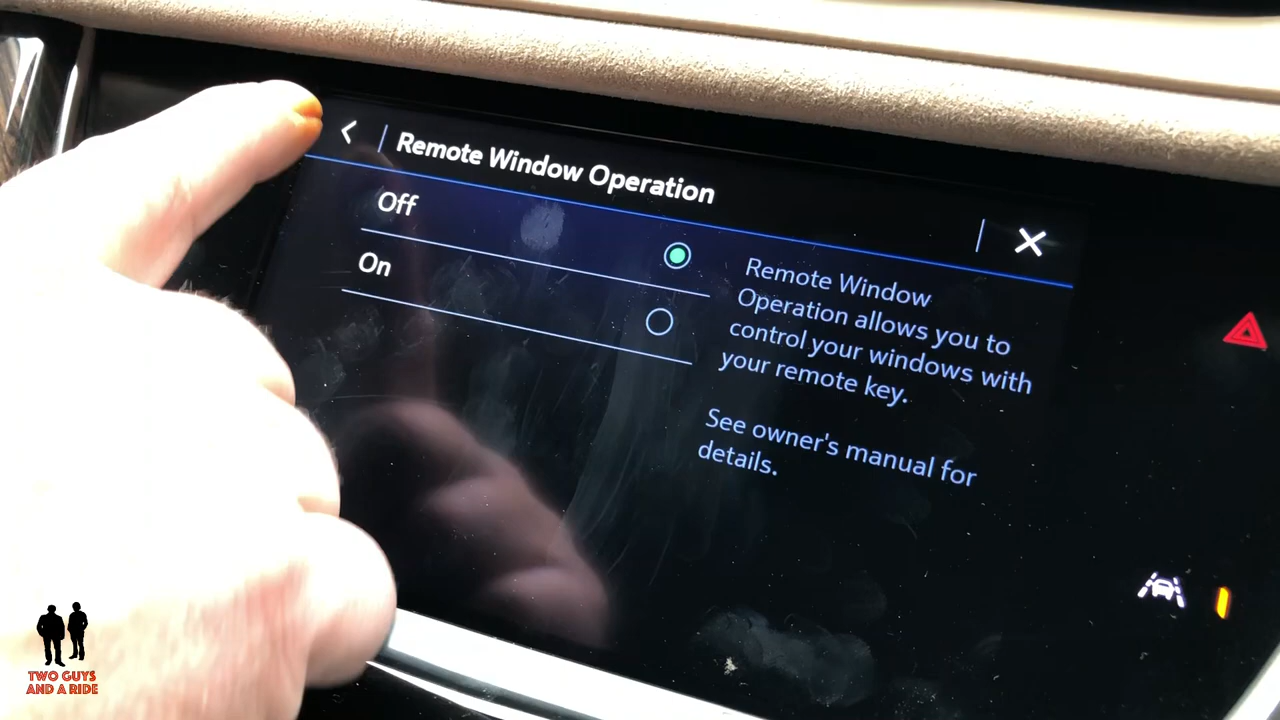 Remote Window Operation
Off
On
Remote Window
Operation allows you to
control your windows with
your remote key.
See owner's manual for
details.
TWO GUYS
AND A RIDE